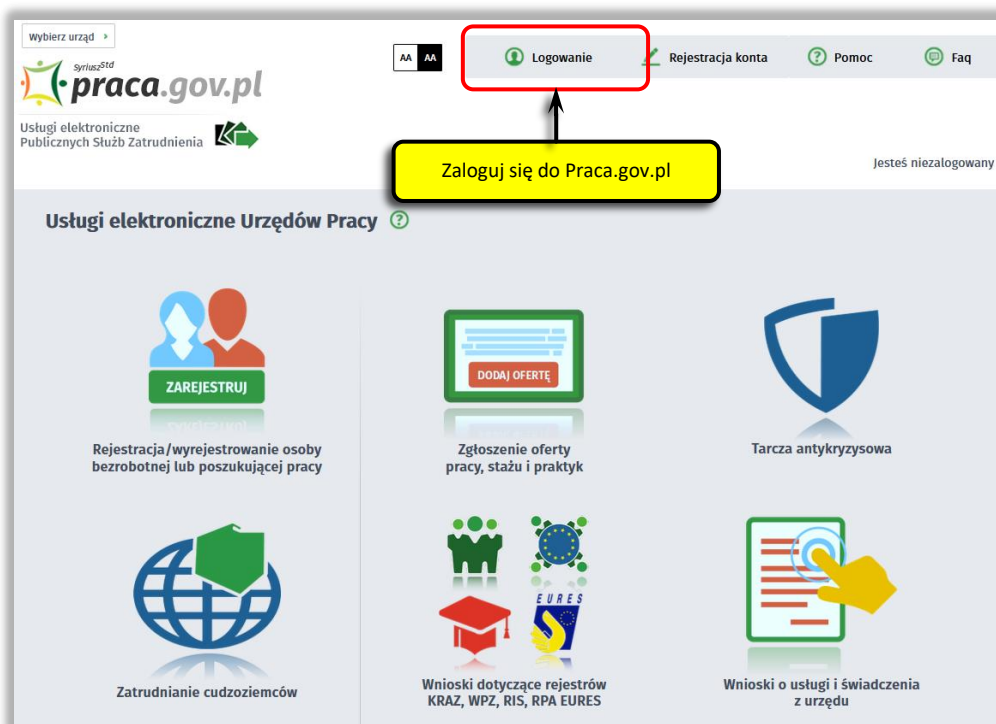 wybierz urząd
AA AA
Logowanie
Rejestracja konta
Pomoc
Faq
Syriusz Std
praca.gov.pl
Usługi elektroniczne
Publicznych Służb Zatrudnienia
Zaloguj się do Praca.gov.pl
Jesteś niezalogowany
Usługi elektroniczne Urzędów Pracy
ZAREJESTRUJ
Rejestracja/wyrejestrowanie osoby
bezrobotnej lub poszukującej pracy
DODAJ OFERTĘ
Zgłoszenie oferty
pracy, stażu i praktyk
Tarcza antykryzysowa
Zatrudnianie cudzoziemców
EURES
Wnioski dotyczące rejestrów
KRAZ, WPZ, RIS, RPA EURES
Wnioski o usługi i świadczenia
z urzędu